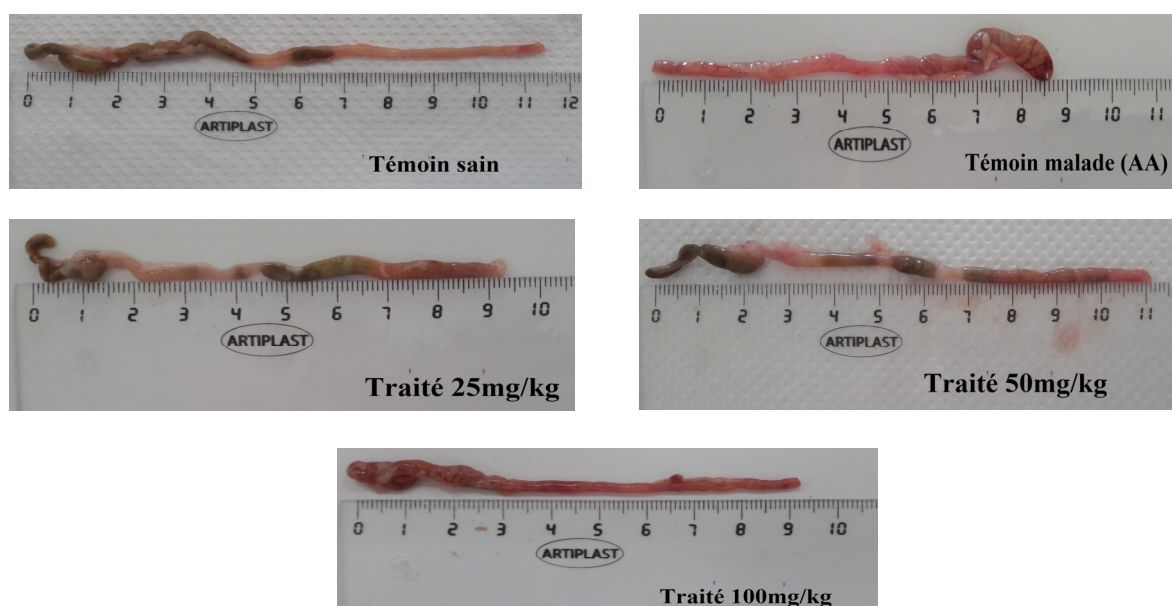 0 1 2 3 4 5 6 7 8 9 10 11 12
ARTIPLAST
Témoin sain
0 1 2 3 4 5 6 7 8 9 10 11
ARTIPLAST
Témoin malade (AA)
0 1 2 3 4 5 6 7 8 9 10
ARTIPLAST
Traité 25mg/kg
0 1 2 3 4 5 6 7 8 9 10 11
ARTIPLAST
Traité 50mg/kg
0 1 2 3 4 5 6 7 8 9 10
ARTIPLAST
Traité 100mg/kg